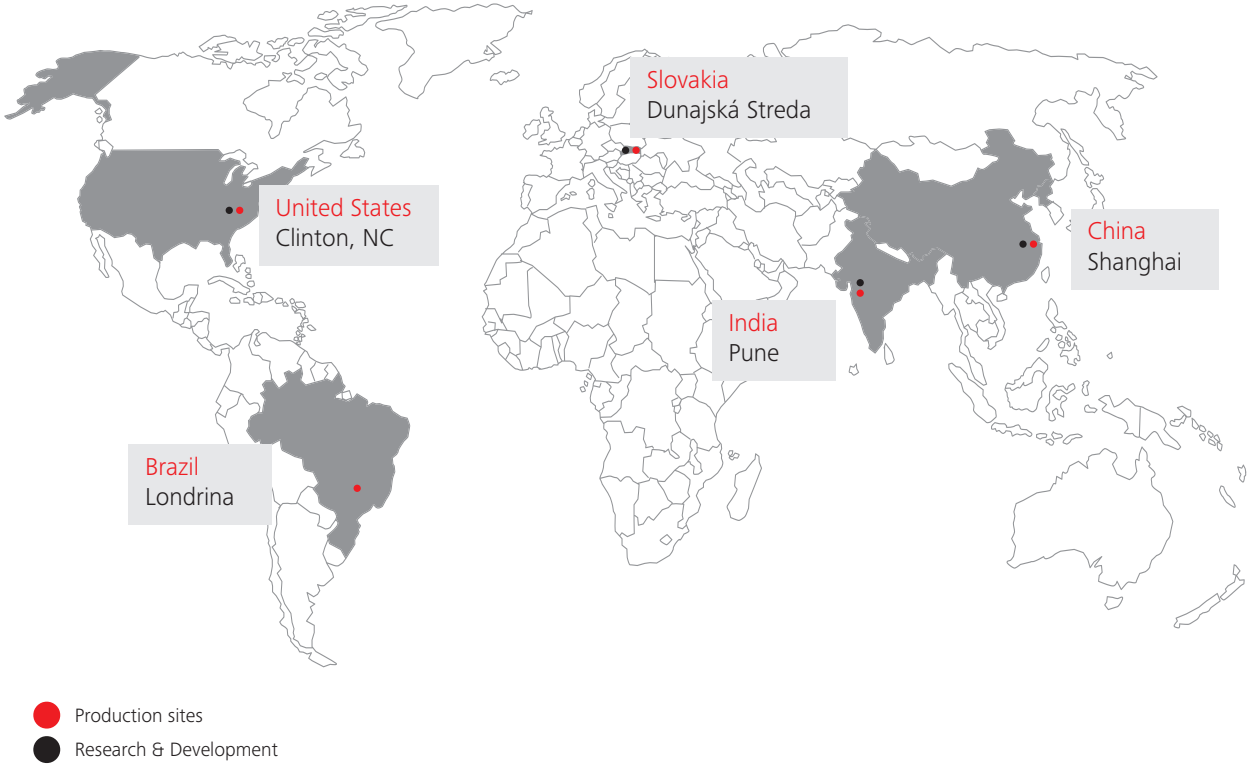 Slovakia
Dunajská Streda
United States
Clinton, NC
China
Shanghai
India
Pune
Brazil
Londrina
Production sites
Research & Development